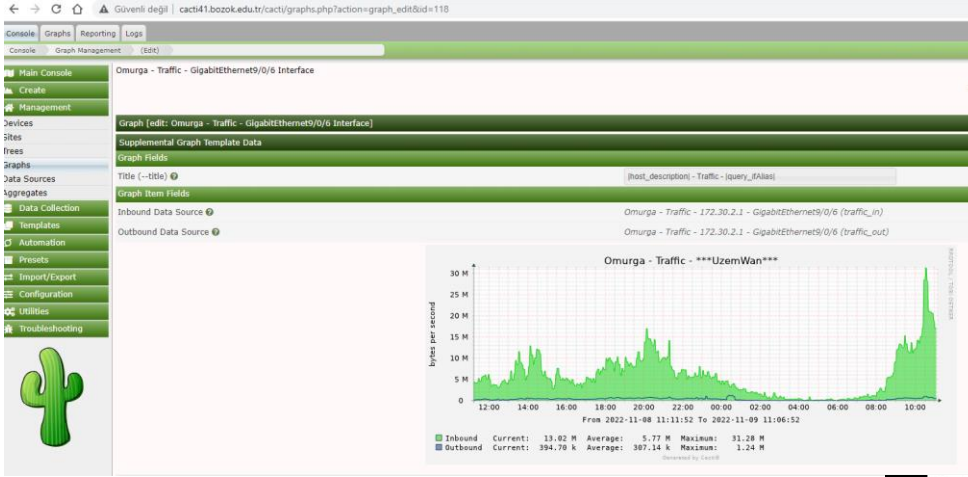 Güvenli değil | cacti41.bozok.edu.tr/cacti/graphs.php?action=graph_edit&id=118
Console Graphs Reporting Logs
Console Graph Management (Edit)
Main Console
Create
Management
Devices
Sites
Trees
Graphs
Data Sources
Aggregates
Data Collection
Templates
Automation
Presets
Import/Export
Configuration
Utilities
Troubleshooting
Omurga - Traffic - GigabitEthernet9/0/6 Interface
Graph [edit: Omurga - Traffic - GigabitEthernet9/0/6 Interface]
Supplemental Graph Template Data
Graph Fields
Title (--title) |host_description| - Traffic - |query_ifAlias|
Graph Item Fields
Inbound Data Source Omurga - Traffic - 172.30.2.1 - GigabitEthernet9/0/6 (traffic_in)
Outbound Data Source Omurga - Traffic - 172.30.2.1 - GigabitEthernet9/0/6 (traffic_out)
Omurga - Traffic - ***UzemWan***
bytes per second
30 M
25 M
20 M
15 M
10 M
5 M
0
12:00 14:00 16:00 18:00 20:00 22:00 00:00 02:00 04:00 06:00 08:00 10:00
From 2022-11-08 11:11:52 To 2022-11-09 11:06:52
Inbound Current: 13.02 M Average: 5.77 M Maximum: 31.28 M
Outbound Current: 394.70 k Average: 307.14 k Maximum: 1.24 M
Generated by Cacti®
RRDTOOL / TOBI OETIKER